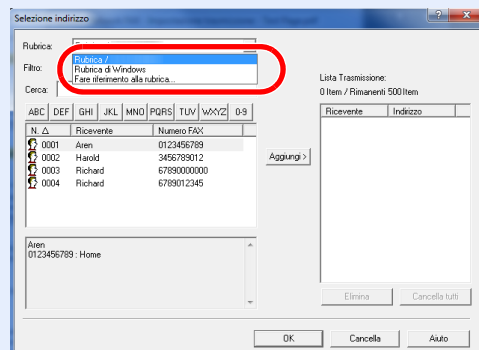 Selezione indirizzo
Rubrica:
Rubrica /
Rubrica di Windows
Fare riferimento alla rubrica...
Filtro:
Cerca:
ABC DEF GHI JKL MNO PQRS TUV WXYZ 0-9
N. Δ Ricevente Numero FAX
0001 Aren 0123456789
0002 Harold 3456789012
0003 Richard 67890000000
0004 Richard 6789012345
Aggiungi >
Lista Trasmissione:
0 Item / Rimanenti 500 Item
Ricevente Indirizzo
Aren
0123456789 : Home
Elimina Cancella tutti
OK Cancella Aiuto